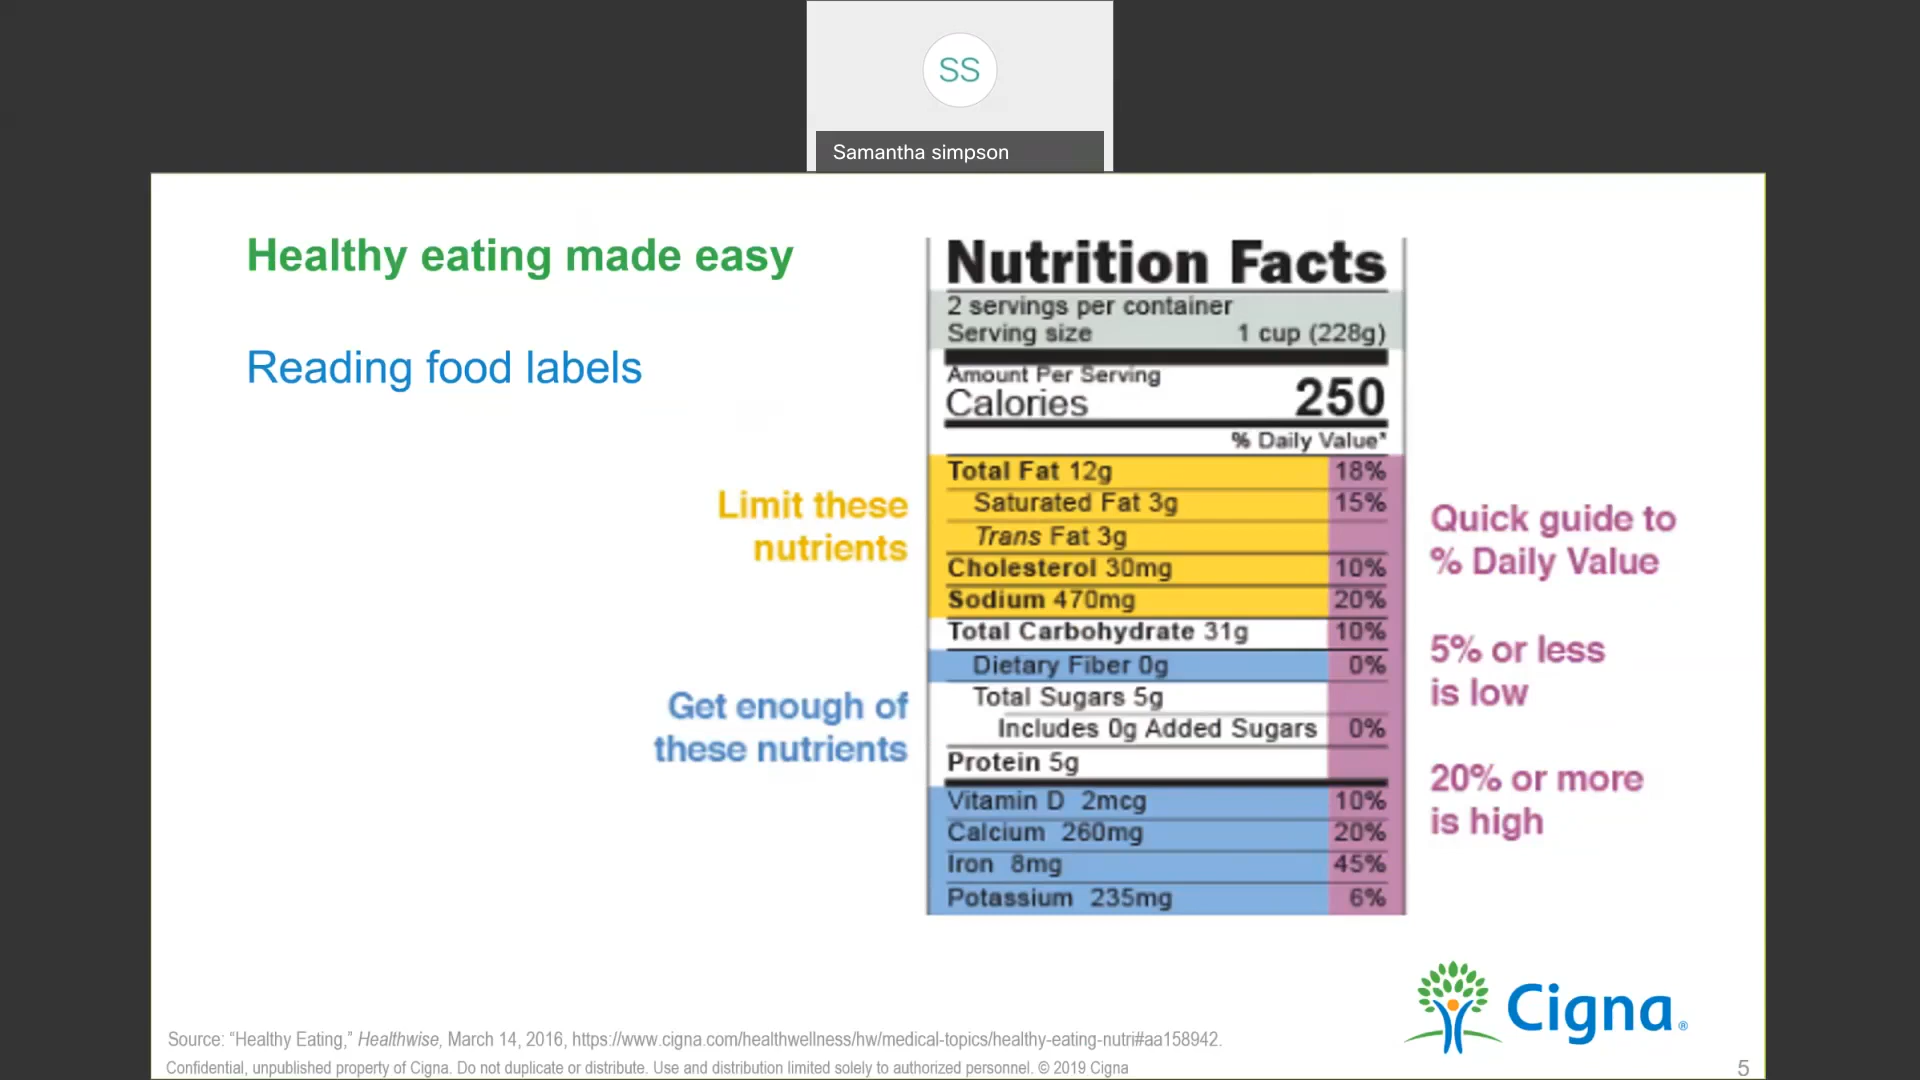 SS
Samantha simpson
Healthy eating made easy
Reading food labels
Limit these
nutrients
Get enough of
these nutrients
Nutrition Facts
2 servings per container
Serving size 1 cup (228g)
Amount Per Serving
Calories 250
% Daily Value*
Total Fat 12g 18%
Saturated Fat 3g 15%
Trans Fat 3g
Cholesterol 30mg 10%
Sodium 470mg 20%
Total Carbohydrate 31g 10%
Dietary Fiber 0g 0%
Total Sugars 5g
Includes 0g Added Sugars 0%
Protein 5g
Vitamin D 2mcg 10%
Calcium 260mg 20%
Iron 8mg 45%
Potassium 235mg 6%
Quick guide to
% Daily Value
5% or less
is low
20% or more
is high
Cigna®
Source: “Healthy Eating,” Healthwise, March 14, 2016, https://www.cigna.com/healthwellness/hw/medical-topics/healthy-eating-nutri#aa158942.
Confidential, unpublished property of Cigna. Do not duplicate or distribute. Use and distribution limited solely to authorized personnel. © 2019 Cigna
5